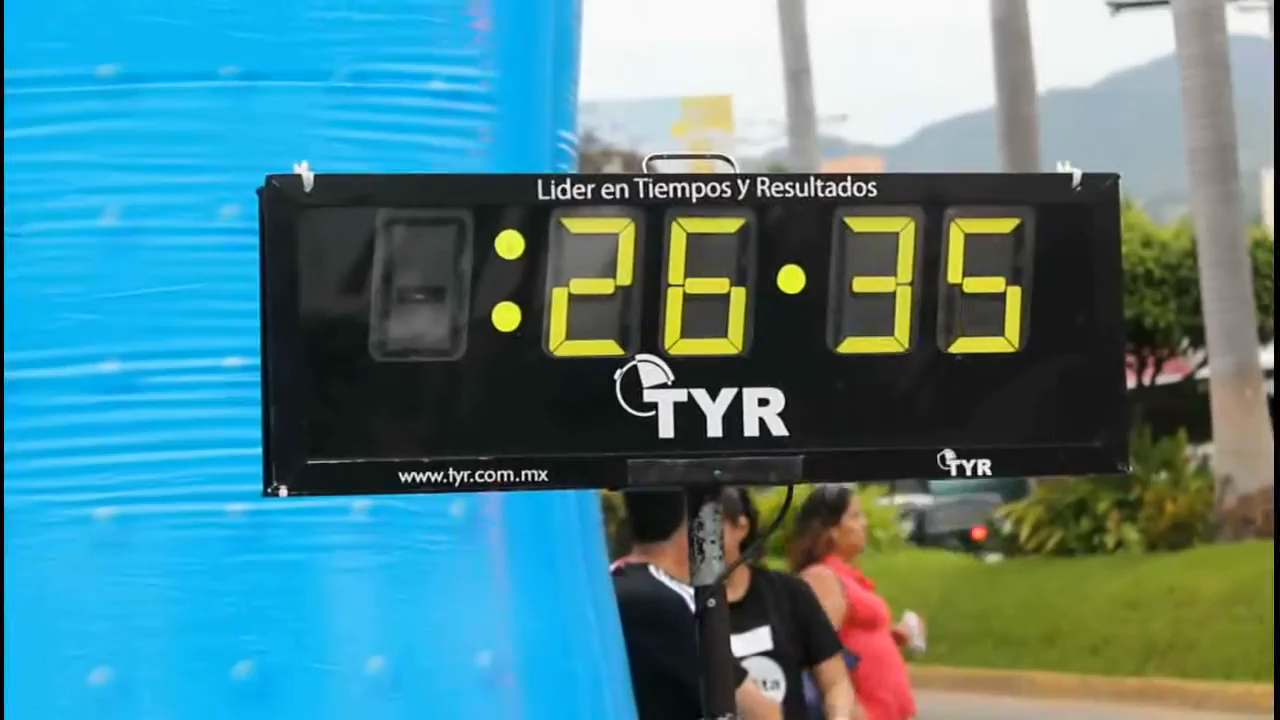 Lider en Tiempos y Resultados
:26•35
TYR
www.tyr.com.mx
TYR